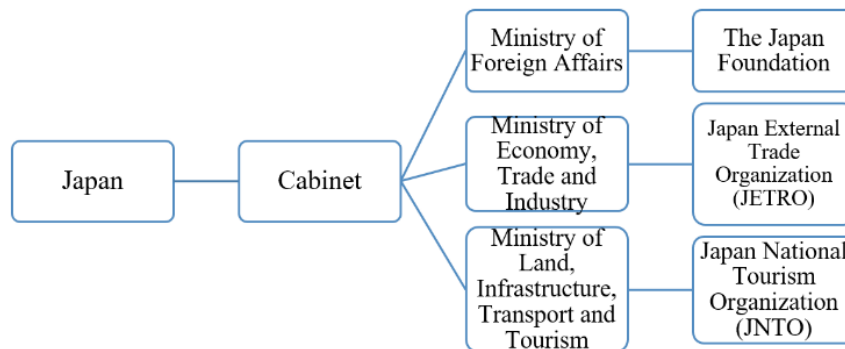 Japan
Cabinet
Ministry of
Foreign Affairs
The Japan
Foundation
Ministry of
Economy,
Trade and
Industry
Japan External
Trade
Organization
(JETRO)
Ministry of
Land,
Infrastructure,
Transport and
Tourism
Japan National
Tourism
Organization
(JNTO)